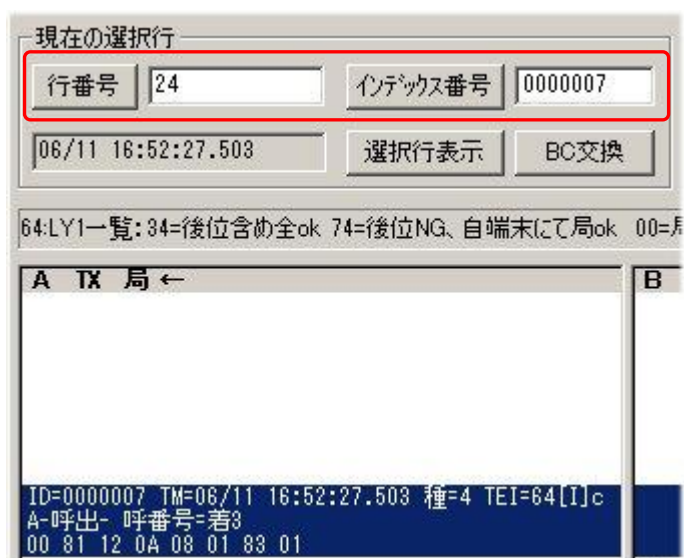 現在の選択行
行番号 24 インデックス番号 0000007
06/11 16:52:27.503 選択行表示 BC交換
64:LY1一覧:34=後位含め全ok 74=後位NG、自端末にて局ok 00=
A TX 局← B
ID=0000007 TM=06/11 16:52:27.503 種=4 TEI=64[I]c
A-呼出- 呼番号=着3
00 81 12 0A 08 01 83 01